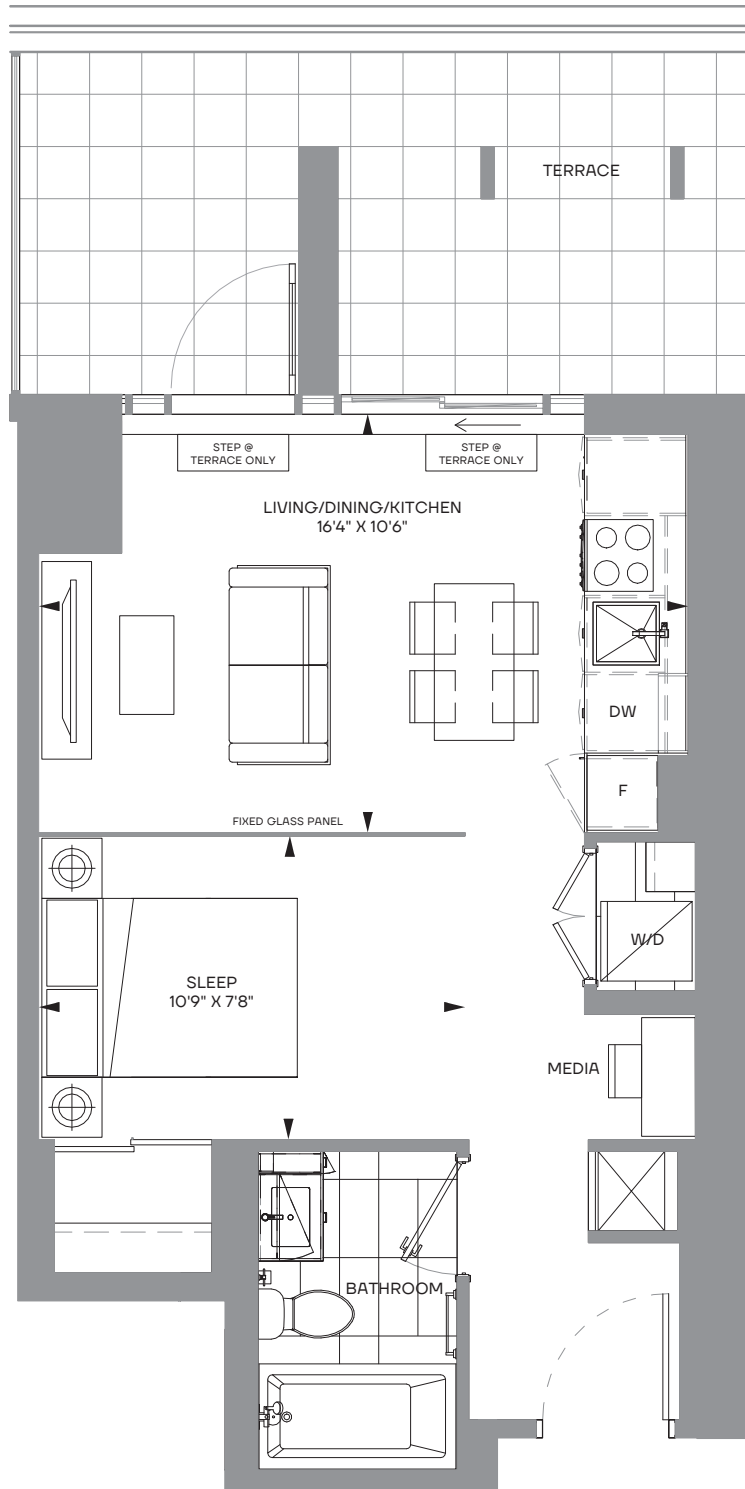 TERRACE
STEP @
TERRACE ONLY
STEP @
TERRACE ONLY
LIVING/DINING/KITCHEN
16'4" X 10'6"
DW
F
FIXED GLASS PANEL
W/D
SLEEP
10'9" X 7'8"
MEDIA
BATHROOM